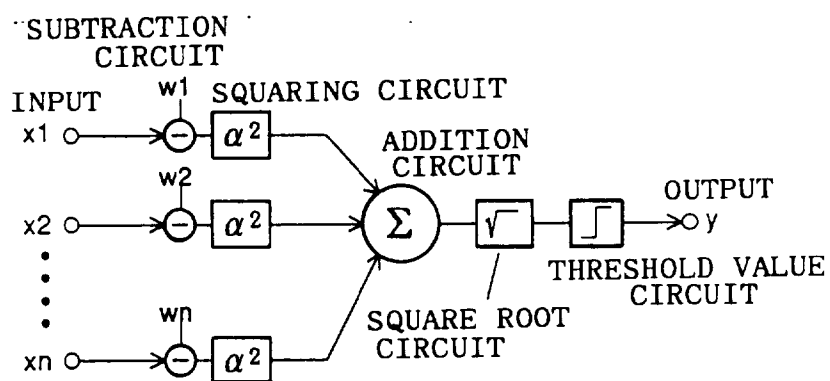 SUBTRACTION
CIRCUIT
w1
SQUARING CIRCUIT
INPUT
x1
−
α²
ADDITION
CIRCUIT
w2
x2
−
α²
Σ
√
OUTPUT
y
THRESHOLD VALUE
CIRCUIT
wn
SQUARE ROOT
CIRCUIT
xn
−
α²